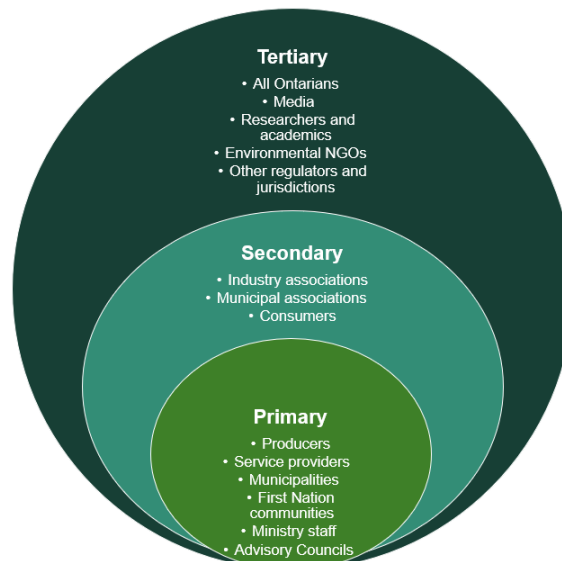 Tertiary
• All Ontarians
• Media
• Researchers and
academics
• Environmental NGOs
• Other regulators and
jurisdictions
Secondary
• Industry associations
• Municipal associations
• Consumers
Primary
• Producers
• Service providers
• Municipalities
• First Nation
communities
• Ministry staff
• Advisory Councils